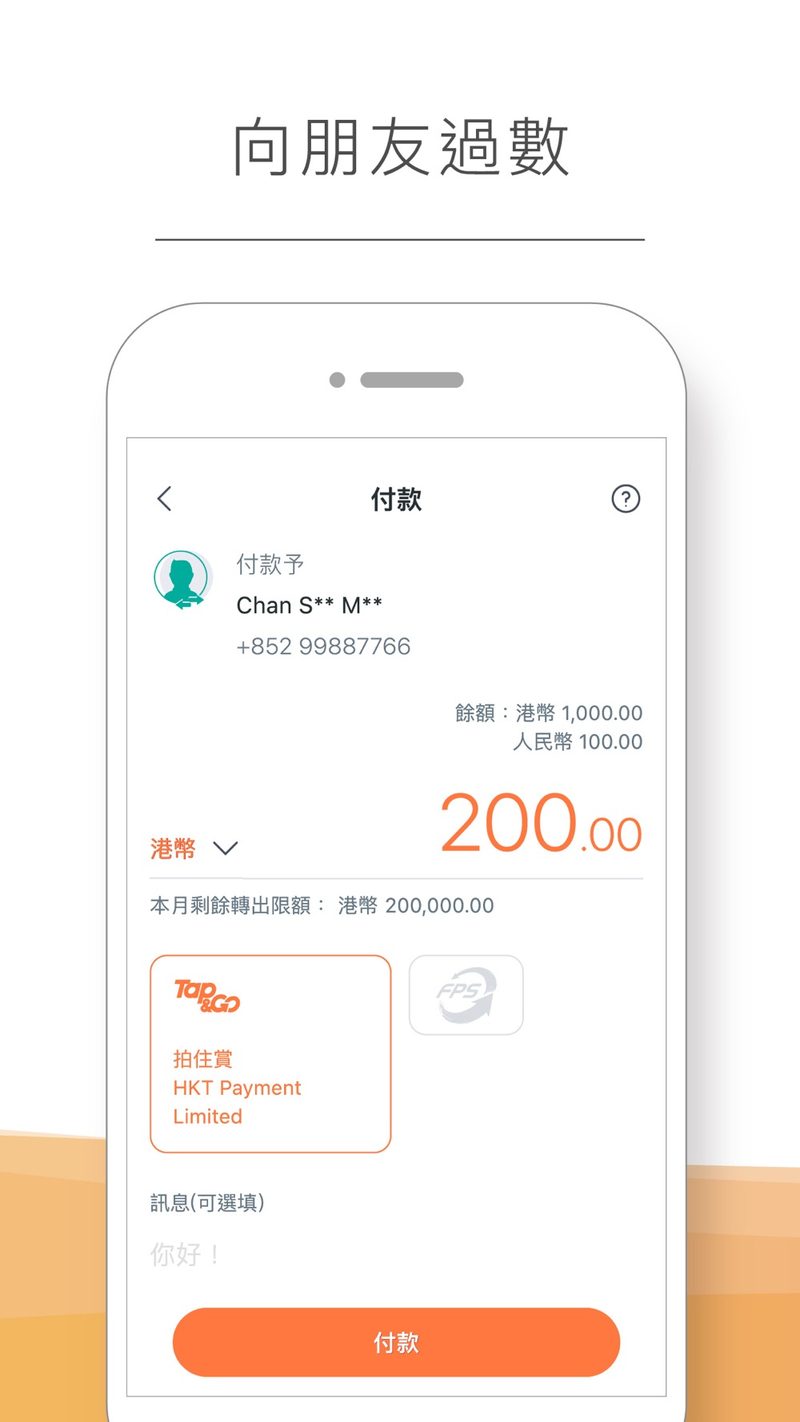 向朋友過數
付款
?
付款予
Chan S** M**
+852 99887766
餘額：港幣 1,000.00
人民幣 100.00
港幣
200.00
本月剩餘轉出限額： 港幣 200,000.00
Tap
&GO
FPS
拍住賞
HKT Payment
Limited
訊息(可選填)
你好！
付款